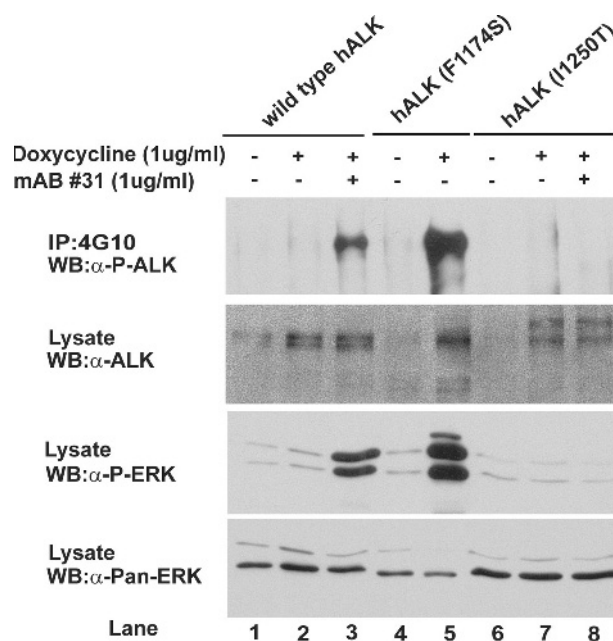 wild type hALK
hALK (F1174S)
hALK (I1250T)
Doxycycline (1ug/ml) - + + - + - + +
mAB #31 (1ug/ml) - - + - - - - +
IP:4G10
WB:α-P-ALK
Lysate
WB:α-ALK
Lysate
WB:α-P-ERK
Lysate
WB:α-Pan-ERK
Lane 1 2 3 4 5 6 7 8